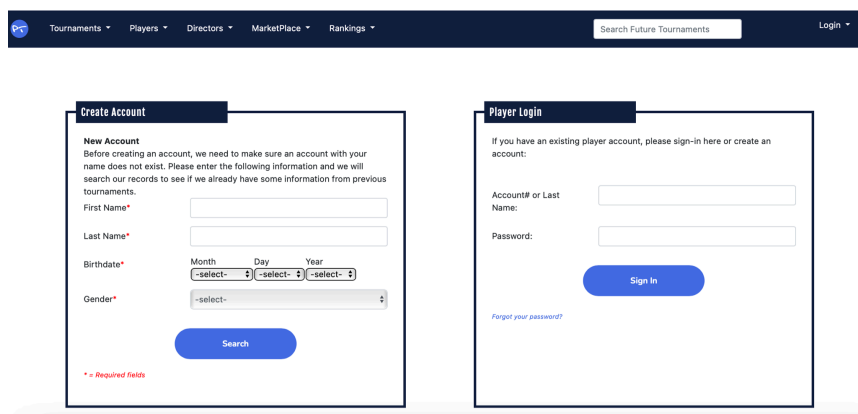 Tournaments Players Directors MarketPlace Rankings Search Future Tournaments Login
Create Account
New Account
Before creating an account, we need to make sure an account with your
name does not exist. Please enter the following information and we will
search our records to see if we already have some information from previous
tournaments.
First Name*
Last Name*
Birthdate*
Month Day Year
-select- -select- -select-
Gender*
-select-
Search
* = Required fields
Player Login
If you have an existing player account, please sign-in here or create an
account:
Account# or Last
Name:
Password:
Sign In
Forgot your password?